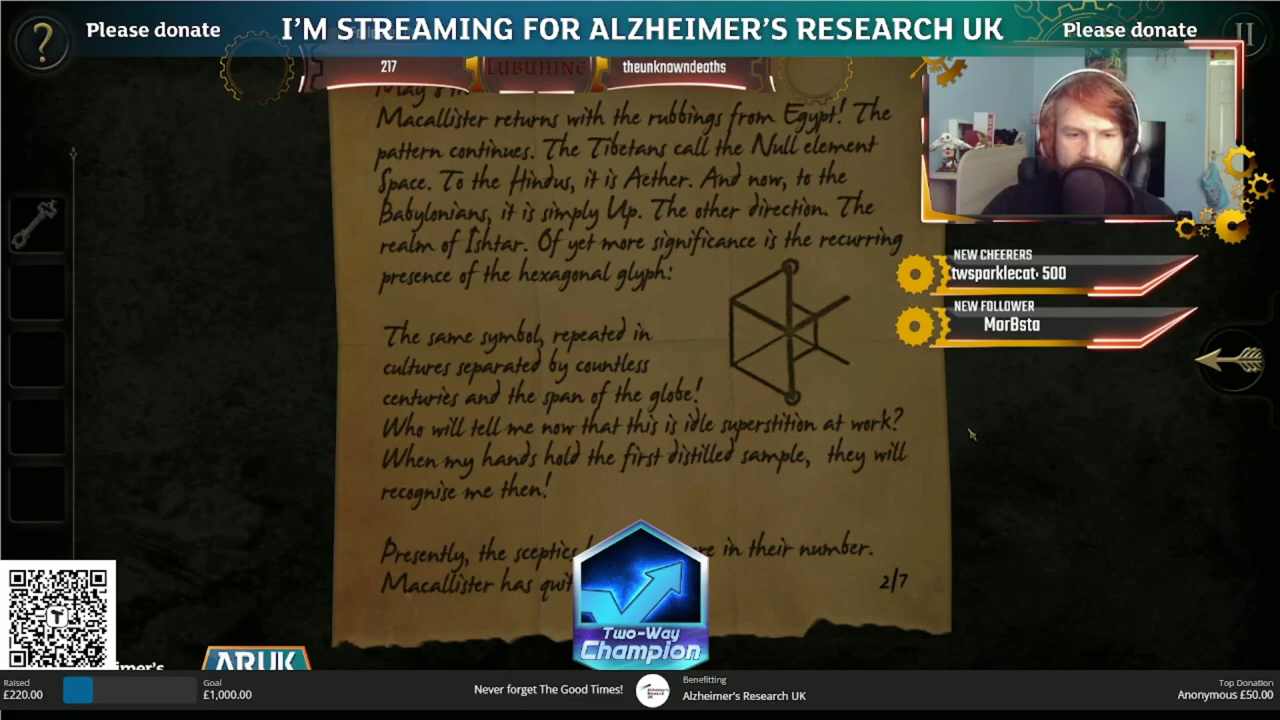 Please donate
I'M STREAMING FOR ALZHEIMER'S RESEARCH UK
Please donate
217
LUBUHINE
theunknowndeaths
Macallister returns with the rubbings from Egypt! The
pattern continues. The Tibetans call the Null element
Space. To the Hindus, it is Aether. And now, to the
Babylonians, it is simply Up. The other direction. The
realm of Ishtar. Of yet more significance is the recurring
presence of the hexagonal glyph:
The same symbol, repeated in
cultures separated by countless
centuries and the span of the globe!
Who will tell me now that this is idle superstition at work?
When my hands hold the first distilled sample, they will
recognise me then!
Presently, the sceptics in their number.
Macallister has
2/7
NEW CHEERERS
twsparklecat· 500
NEW FOLLOWER
MarBsta
Two-Way
Champion
ARUK
Raised
£220.00
Goal
£1,000.00
Never forget The Good Times!
Benefitting
Alzheimer's Research UK
Top Donation
Anonymous £50.00